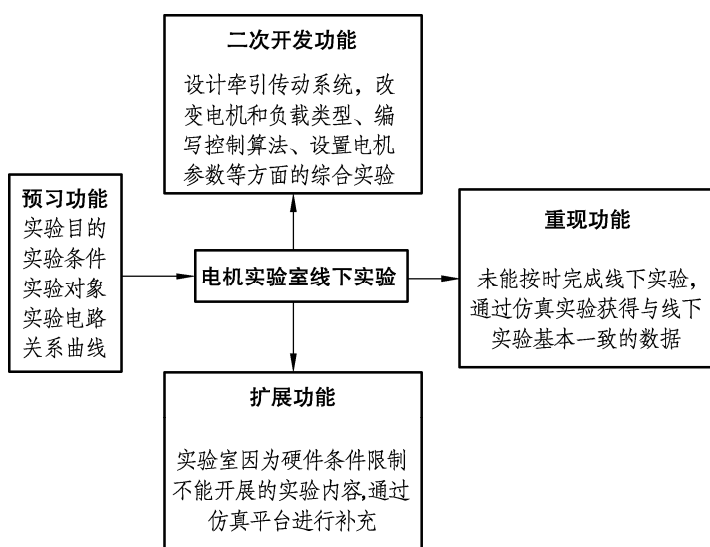 二次开发功能
设计牵引传动系统，改
变电机和负载类型、编
写控制算法、设置电机
参数等方面的综合实验
预习功能
实验目的
实验条件
实验对象
实验电路
关系曲线
电机实验室线下实验
重现功能
未能按时完成线下实验，
通过仿真实验获得与线下
实验基本一致的数据
扩展功能
实验室因为硬件条件限制
不能开展的实验内容,通过
仿真平台进行补充